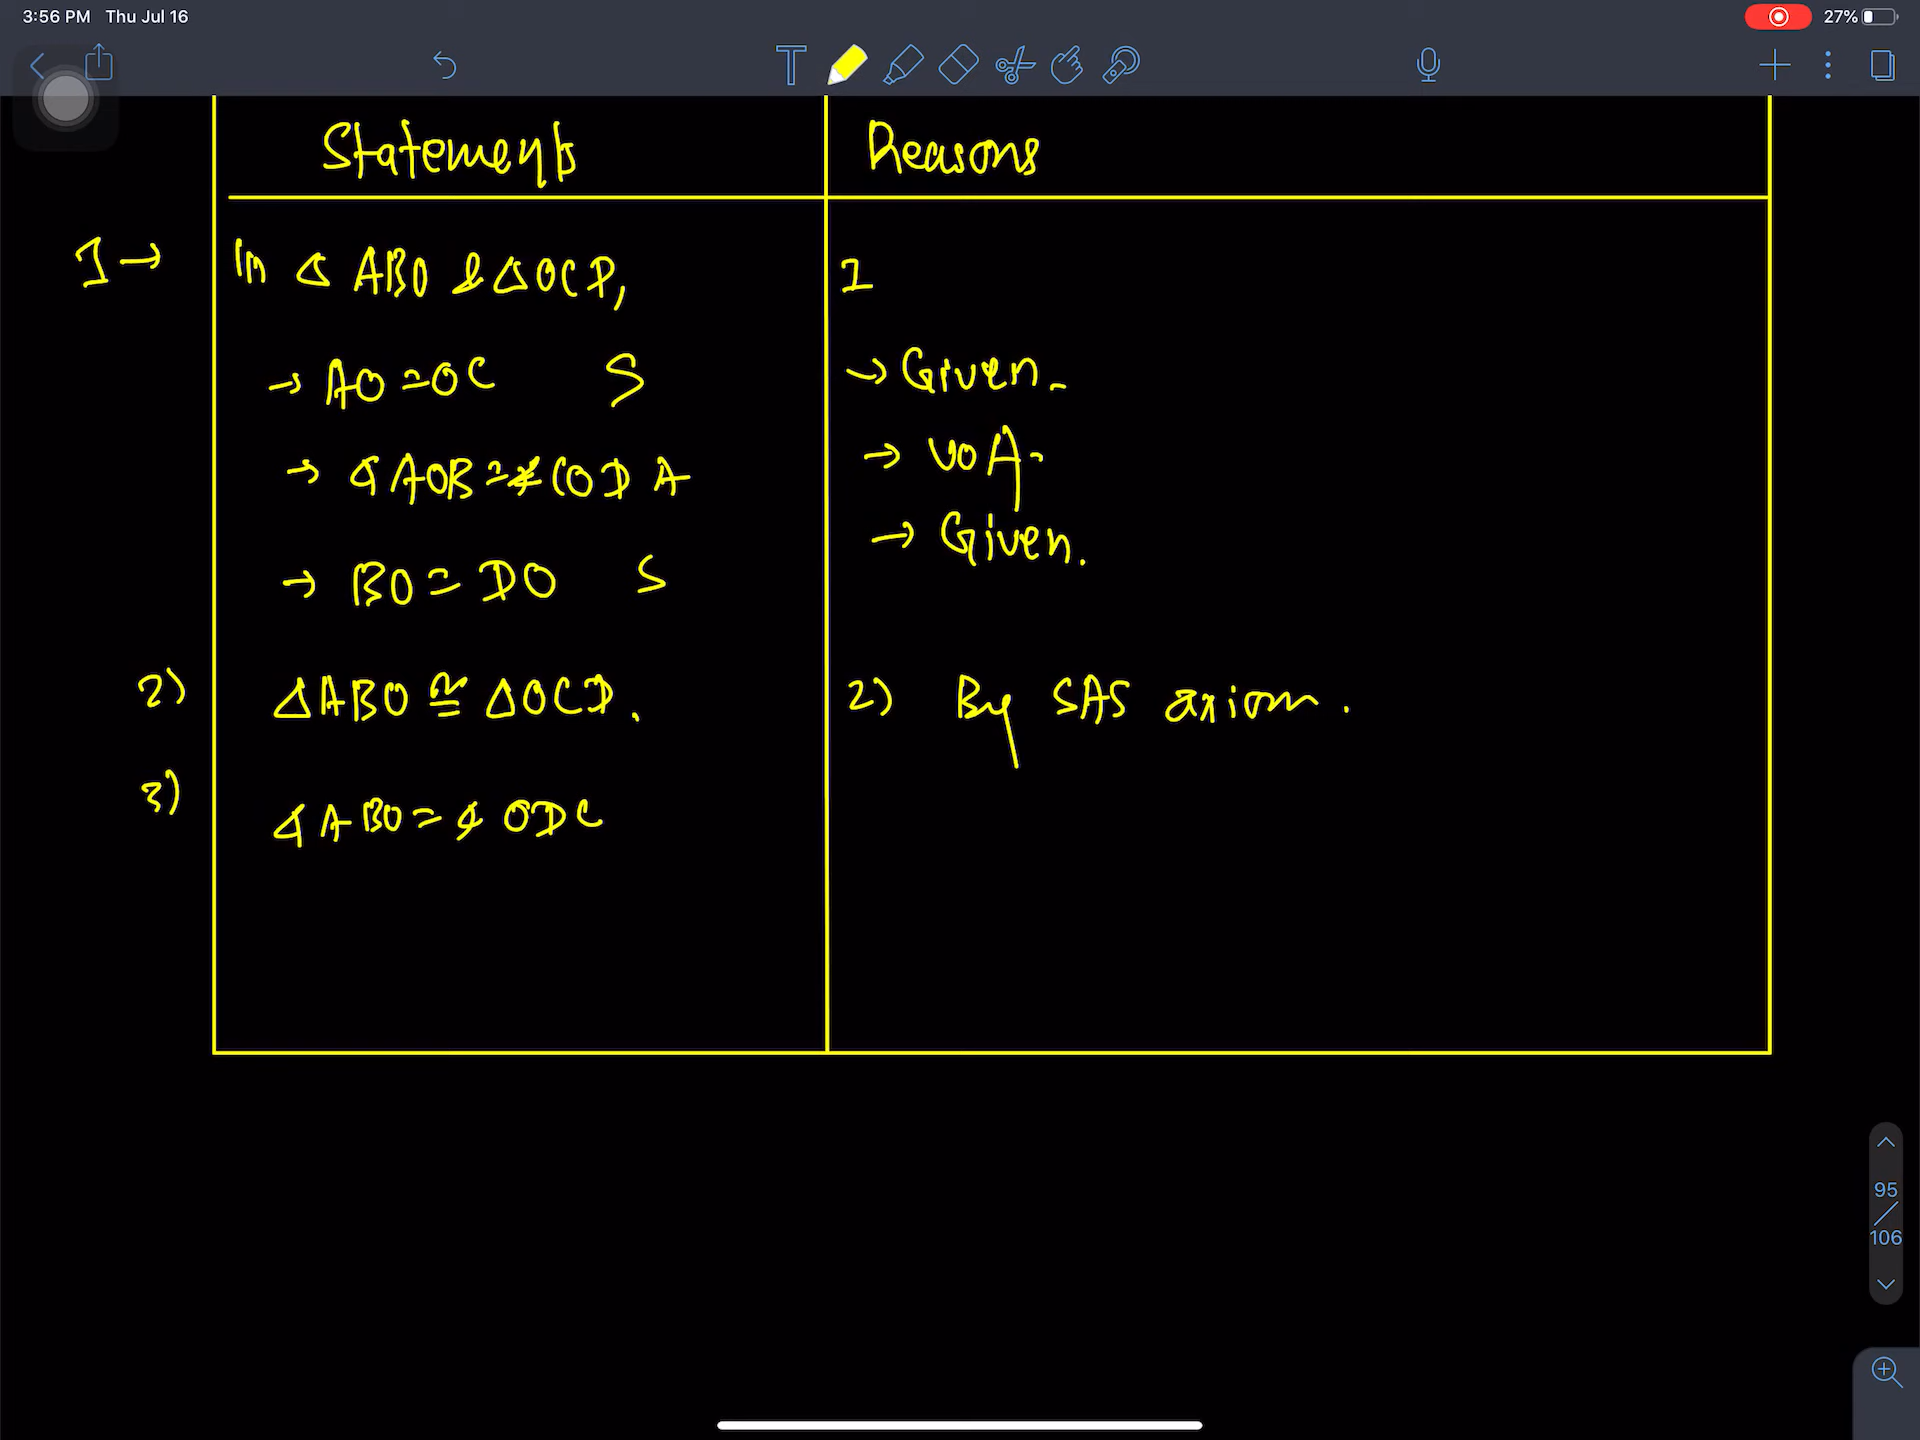 3:56 PM Thu Jul 16
27%
Statements Reasons
1 → In △ ABO & △OCD, 1
→ AO = OC S → Given.
→ ∡AOB = ∡COD A → VOA.
→ BO = DO S → Given.
2) △ABO ≅ △OCD. 2) By SAS axiom.
3) ∡ABO = ∡ODC
95
106